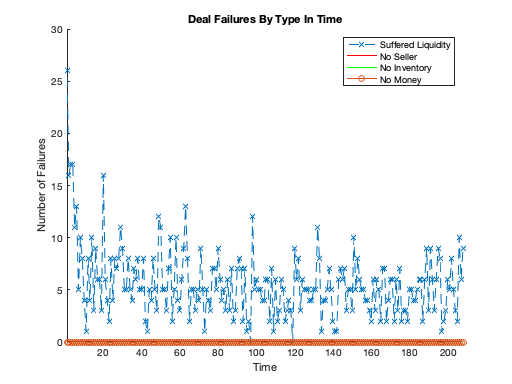 Deal Failures By Type In Time
30
25
20
15
10
5
0
Number of Failures
Suffered Liquidity
No Seller
No Inventory
No Money
20 40 60 80 100 120 140 160 180 200
Time